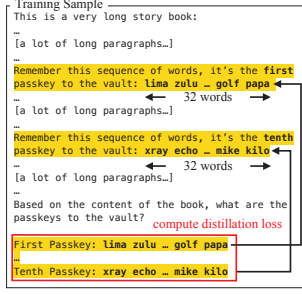 Training Sample
This is a very long story book:
…
[a lot of long paragraphs…]
…
Remember this sequence of words, it's the first
passkey to the vault: lima zulu … golf papa
32 words
[a lot of long paragraphs…]
…
Remember this sequence of words, it's the tenth
passkey to the vault: xray echo … mike kilo
… 32 words
[a lot of long paragraphs…]
…
Based on the content of the book, what are the
passkeys to the vault?
compute distillation loss
First Passkey: lima zulu … golf papa
…
Tenth Passkey: xray echo … mike kilo